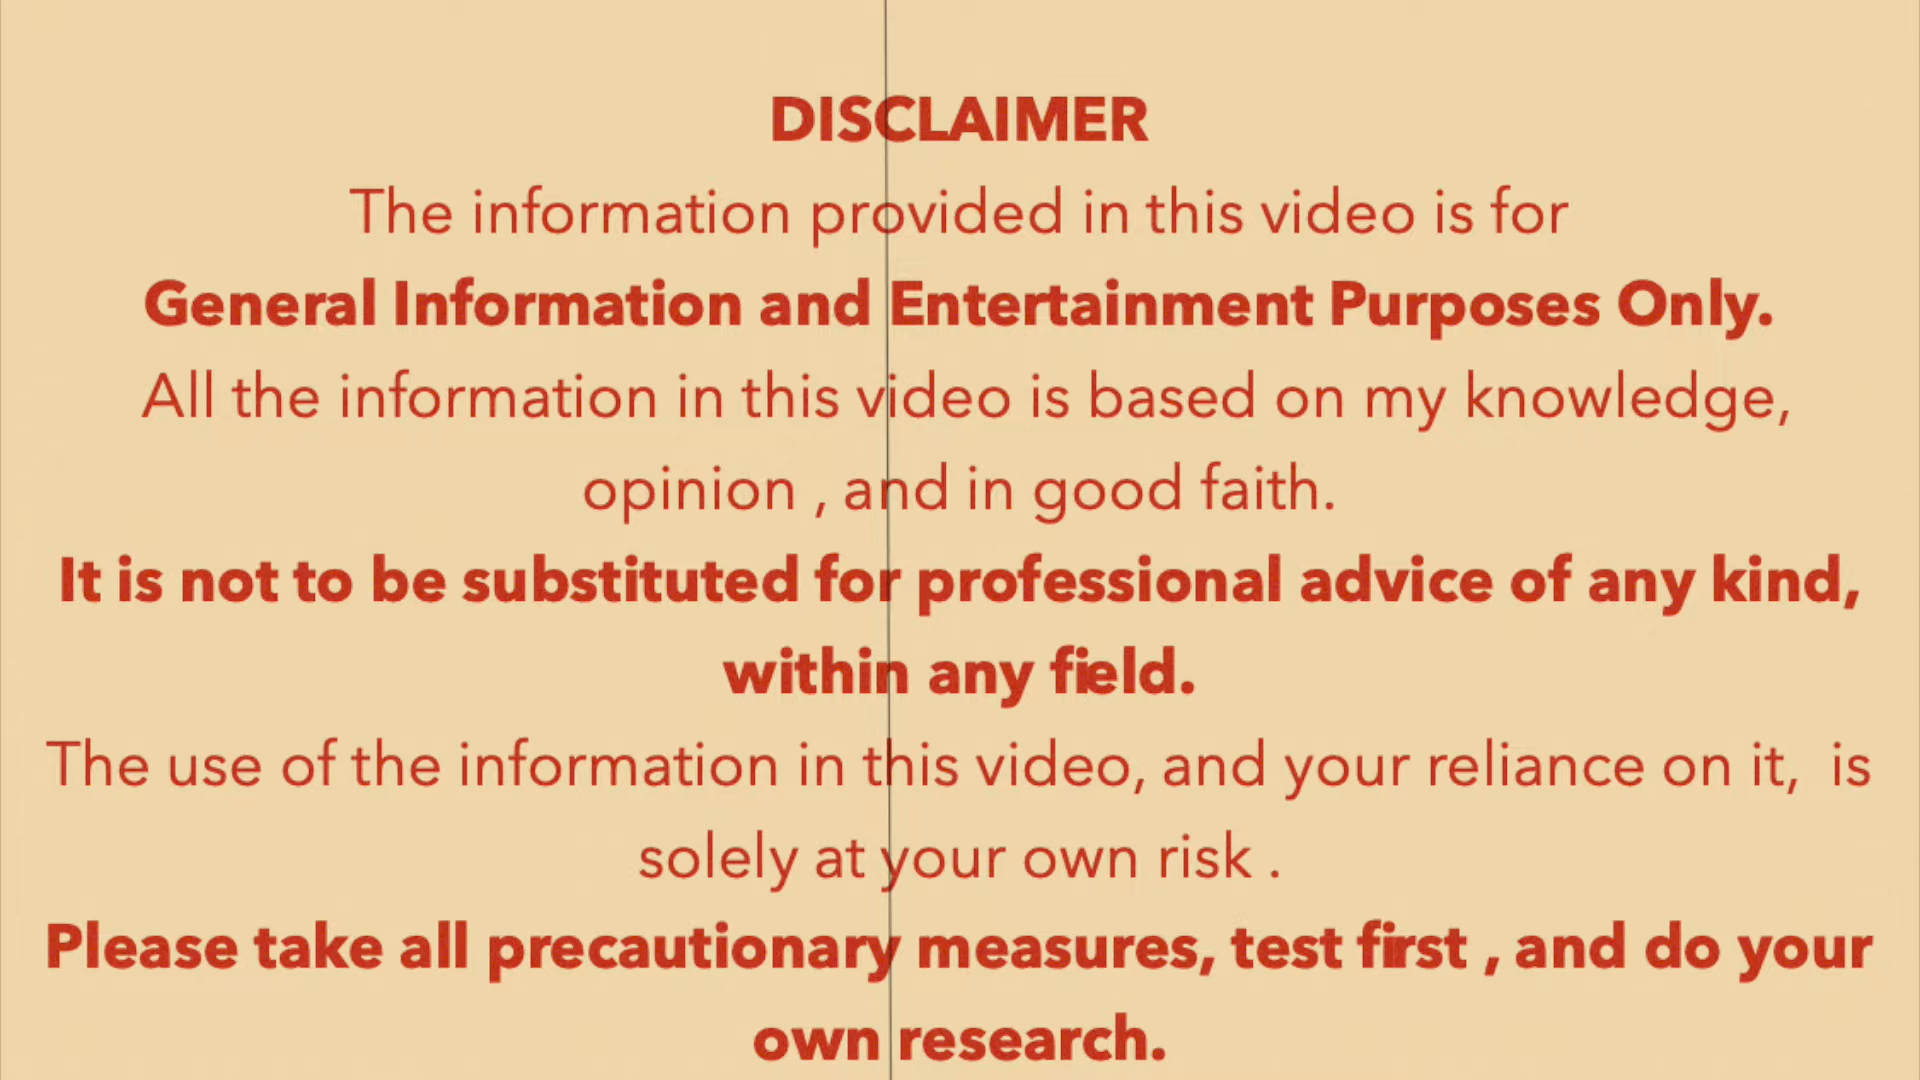 DISCLAIMER
The information provided in this video is for
General Information and Entertainment Purposes Only.
All the information in this video is based on my knowledge,
opinion , and in good faith.
It is not to be substituted for professional advice of any kind,
within any field.
The use of the information in this video, and your reliance on it,  is
solely at your own risk .
Please take all precautionary measures, test first , and do your
own research.